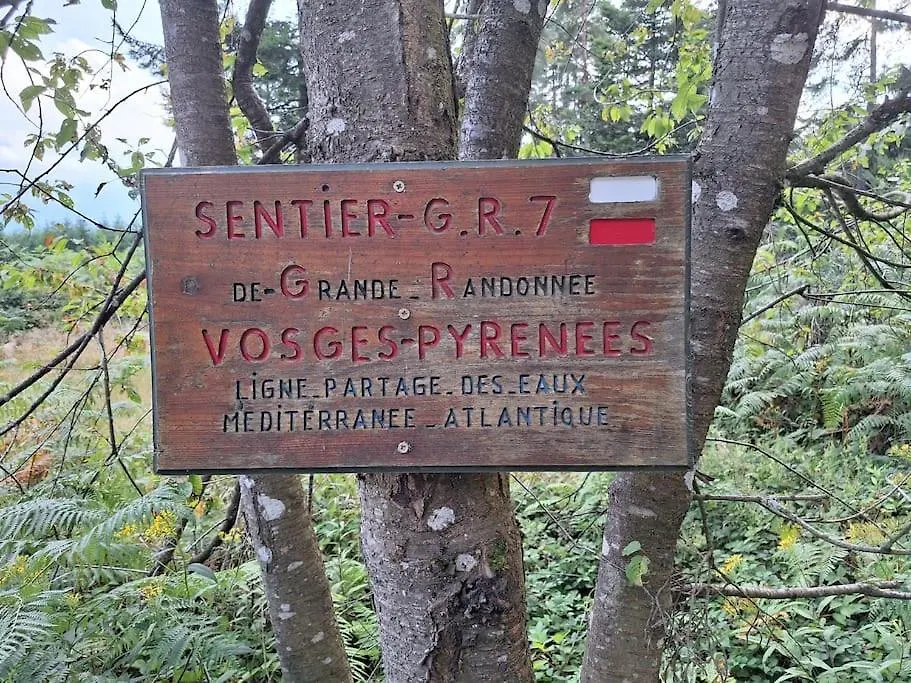 SENTIER-G.R.7
DE-GRANDE_RANDONNEE
VOSGES-PYRENEES
LIGNE_PARTAGE_DES_EAUX
MEDITERRANEE_ATLANTIQUE